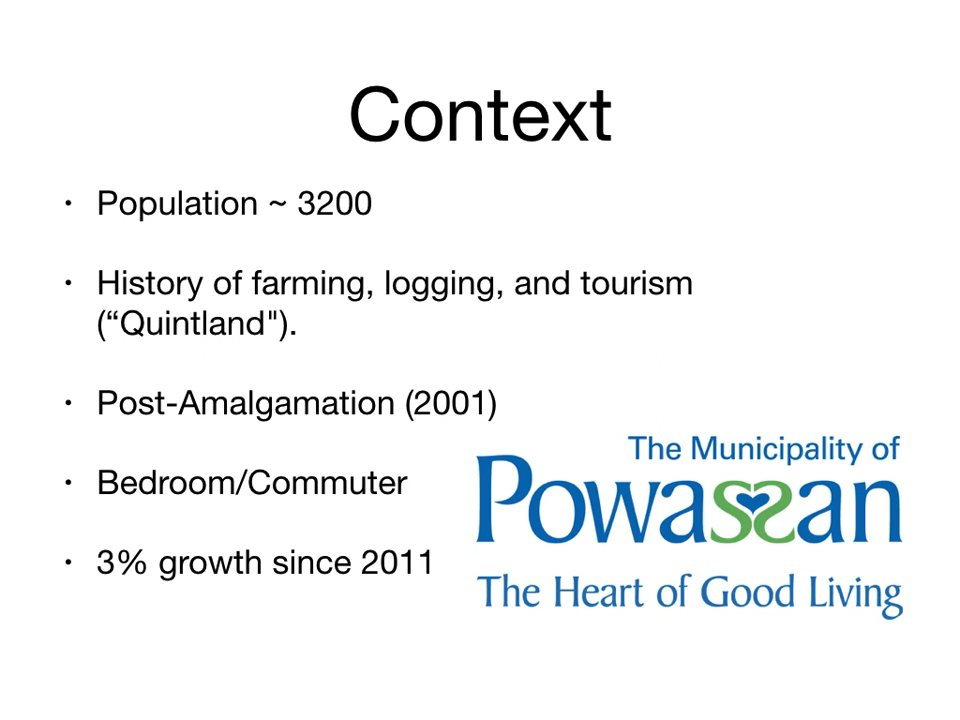 Context
• Population ~ 3200
• History of farming, logging, and tourism
(“Quintland").
• Post-Amalgamation (2001)
• Bedroom/Commuter
• 3% growth since 2011
The Municipality of
Powassan
The Heart of Good Living